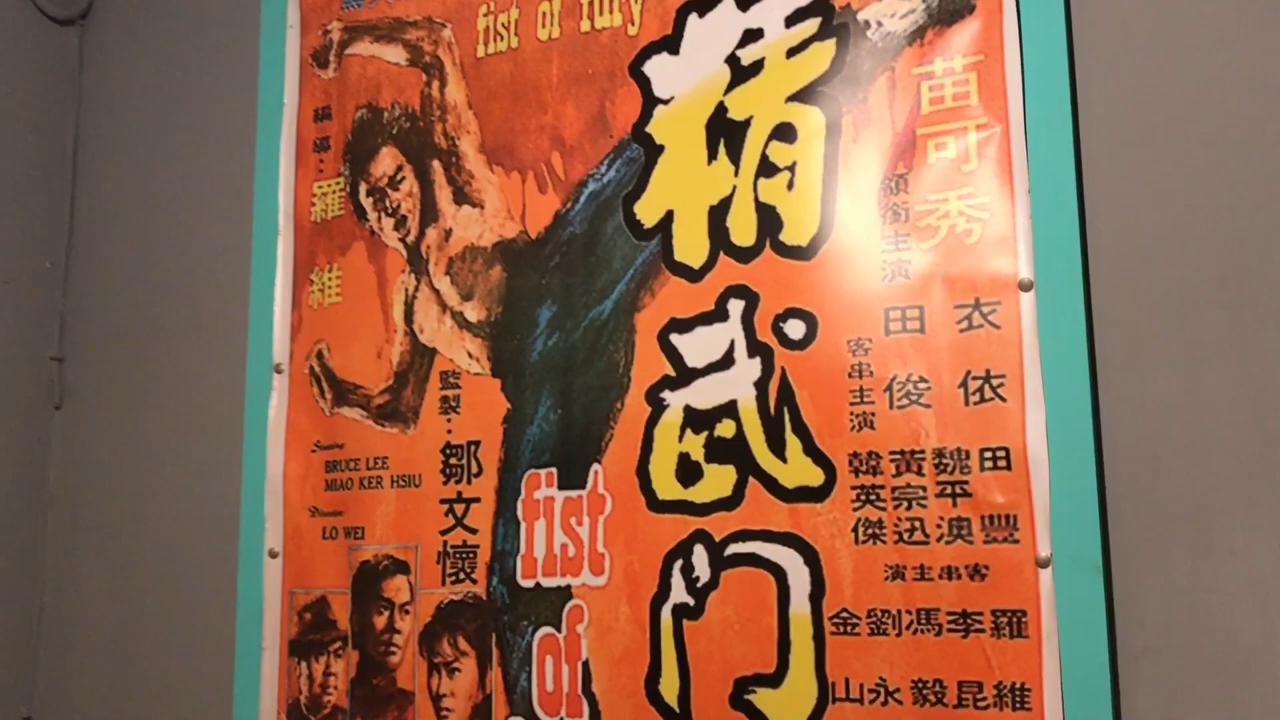 fist of fury
精武门
苗可秀
領銜主演
編導:
羅維
衣依
田俊
客串主演
監製:
鄒文懷
田豐
魏平澳
黃宗迅
韓英傑
Starring
BRUCE LEE
MIAO KER HSIU
Director
LO WEI
fist
of
演主串客
羅維
李昆
馮毅
劉永
金山